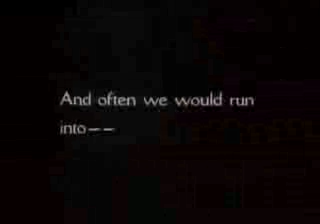 And often we would run
into——